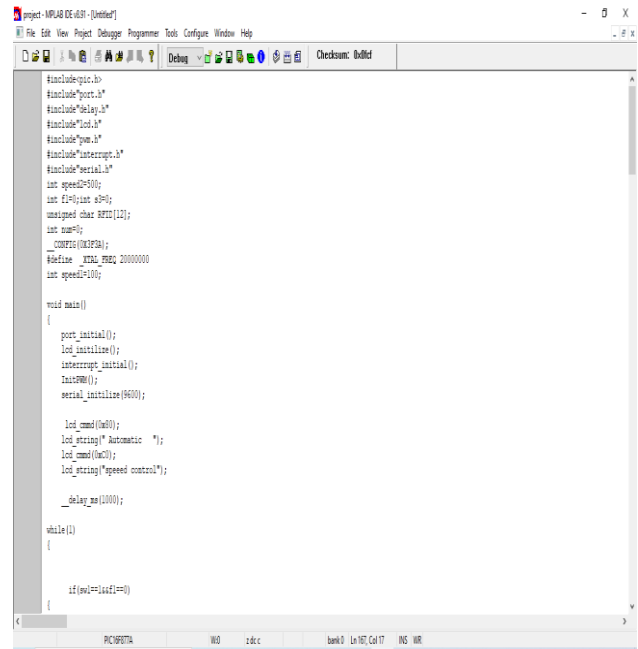 project - MPLAB IDE v8.91 - [Untitled*]
File Edit View Project Debugger Programmer Tools Configure Window Help
Debug Checksum: 0x0fcf
#include<pic.h>
#include"port.h"
#include"delay.h"
#include"lcd.h"
#include"pwm.h"
#include"interrupt.h"
#include"serial.h"
int speed2=500;
int f1=0;int s3=0;
unsigned char RFID[12];
int num=0;
__CONFIG(0X3F3A);
#define _XTAL_FREQ 20000000
int speed1=100;
void main()
{
port_initial();
lcd_initilize();
interrrupt_initial();
InitPWM();
serial_initilize(9600);
lcd_cmmd(0x80);
lcd_string(" Automatic ");
lcd_cmmd(0xC0);
lcd_string("speeed control");
__delay_ms(1000);
while(1)
{
if(sw1==1&&f1==0)
{
PIC16F877A W:0 z dc c bank 0 Ln 167, Col 17 INS WR